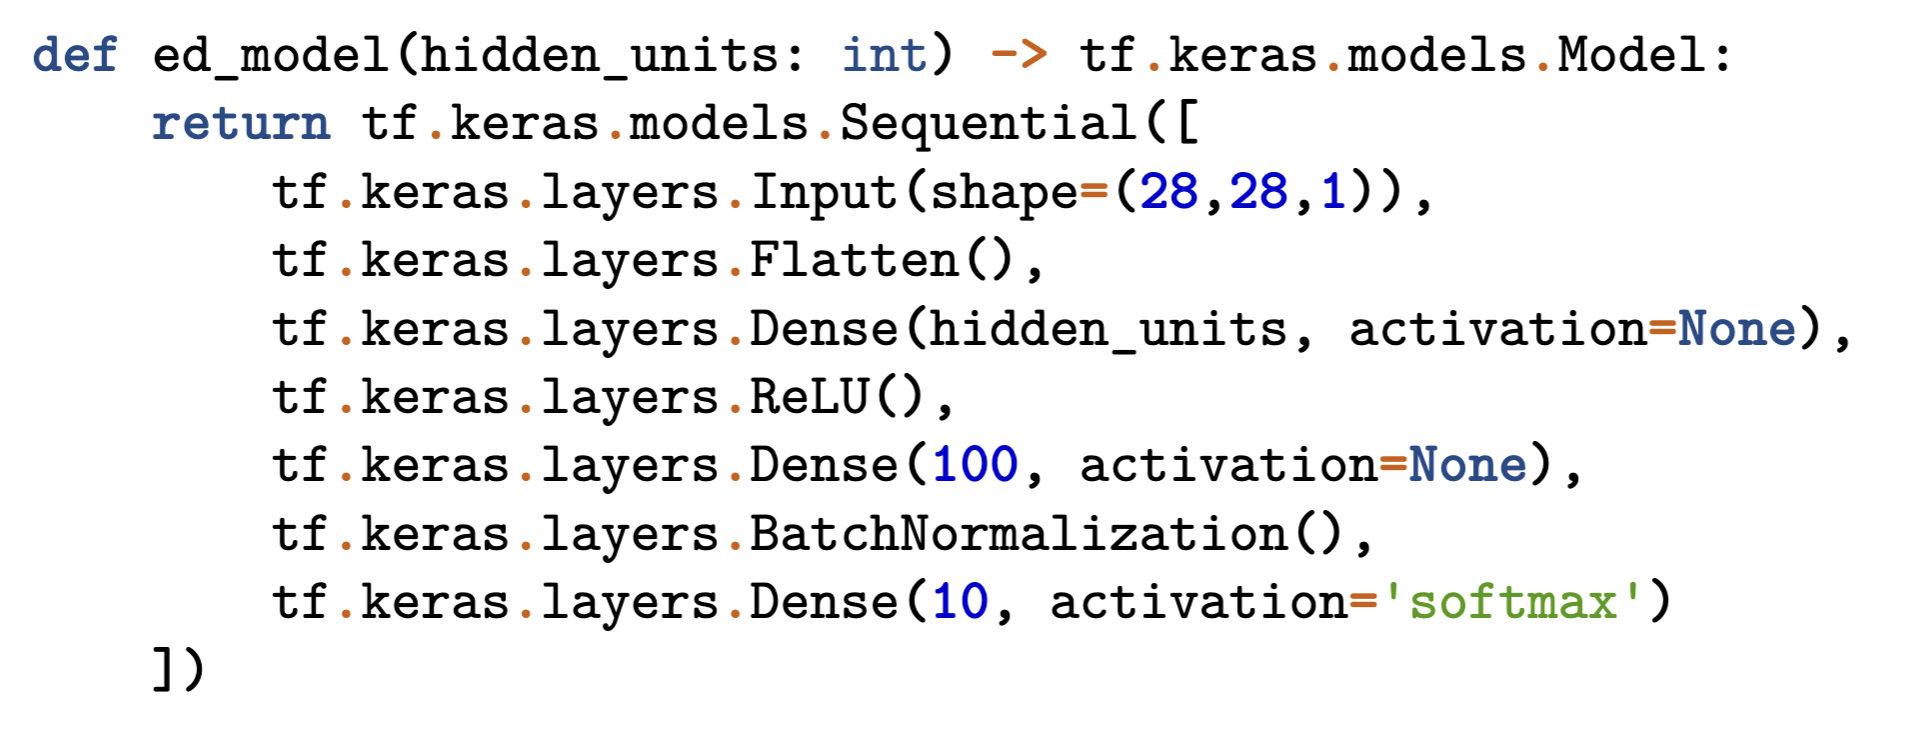 def ed_model(hidden_units: int) -> tf.keras.models.Model:
    return tf.keras.models.Sequential([
        tf.keras.layers.Input(shape=(28,28,1)),
        tf.keras.layers.Flatten(),
        tf.keras.layers.Dense(hidden_units, activation=None),
        tf.keras.layers.ReLU(),
        tf.keras.layers.Dense(100, activation=None),
        tf.keras.layers.BatchNormalization(),
        tf.keras.layers.Dense(10, activation='softmax')
    ])